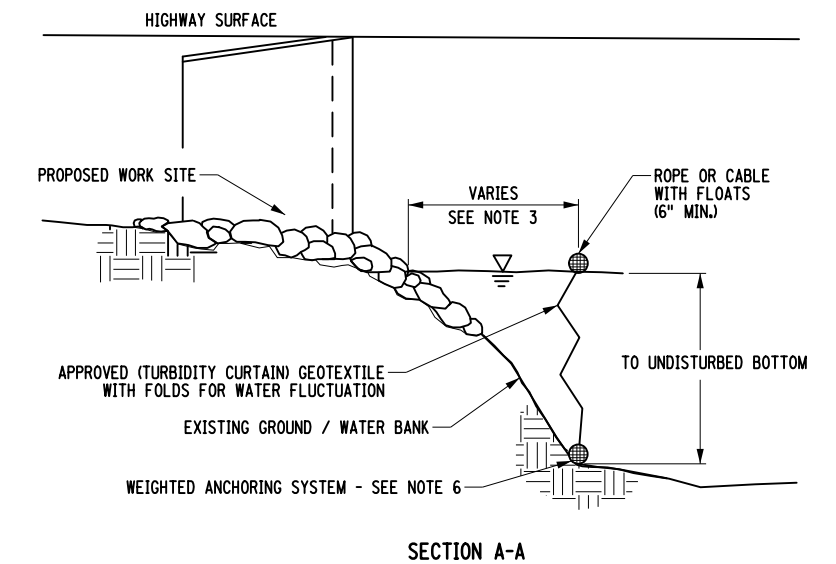 HIGHWAY SURFACE
PROPOSED WORK SITE
VARIES
SEE NOTE 3
ROPE OR CABLE
WITH FLOATS
(6" MIN.)
TO UNDISTURBED BOTTOM
APPROVED (TURBIDITY CURTAIN) GEOTEXTILE
WITH FOLDS FOR WATER FLUCTUATION
EXISTING GROUND / WATER BANK
WEIGHTED ANCHORING SYSTEM - SEE NOTE 6
SECTION A-A